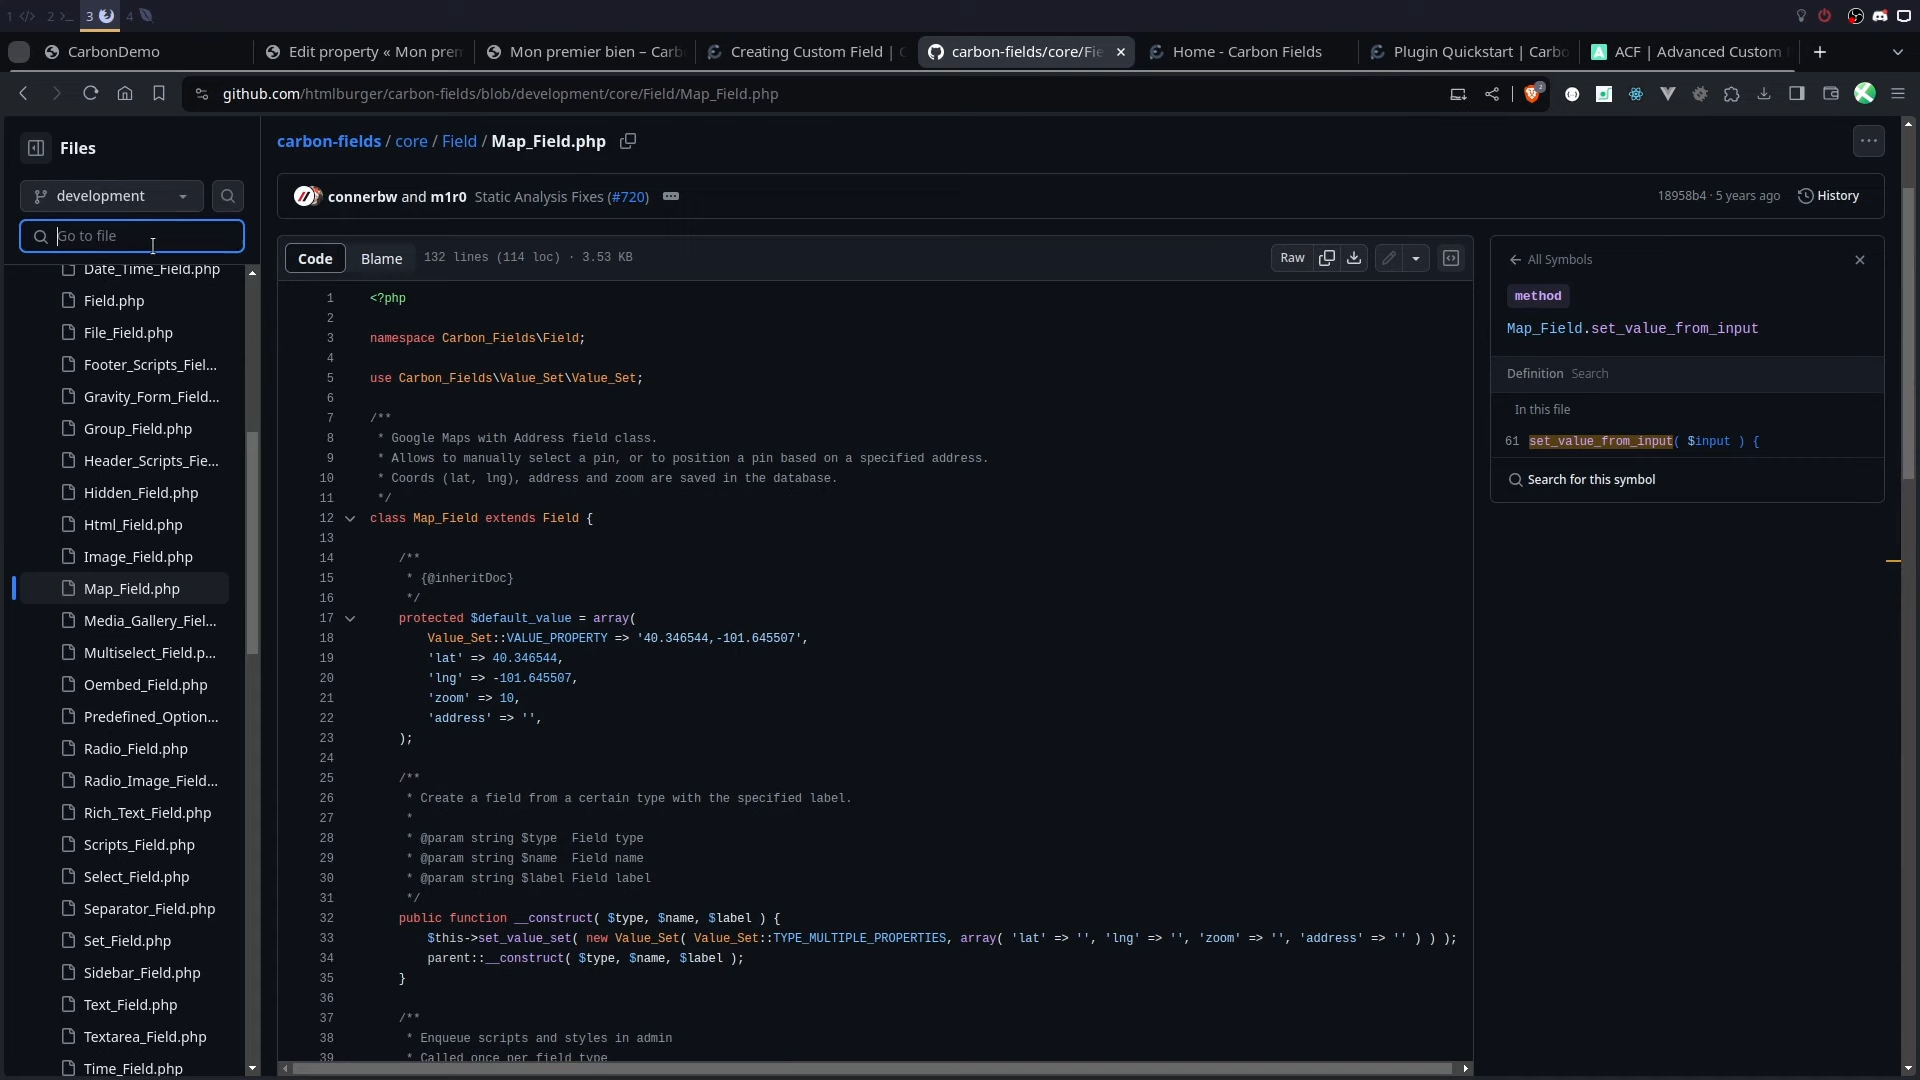 1 </> 2 >_ 3 4
CarbonDemo
Edit property « Mon prem
Mon premier bien – Carb
Creating Custom Field | C
carbon-fields/core/Fie
Home - Carbon Fields
Plugin Quickstart | Carbo
ACF | Advanced Custom
github.com/htmlburger/carbon-fields/blob/development/core/Field/Map_Field.php
2
Files
development
Go to file
Date_Time_Field.php
Field.php
File_Field.php
Footer_Scripts_Fiel...
Gravity_Form_Field...
Group_Field.php
Header_Scripts_Fie...
Hidden_Field.php
Html_Field.php
Image_Field.php
Map_Field.php
Media_Gallery_Fiel...
Multiselect_Field.p...
Oembed_Field.php
Predefined_Option...
Radio_Field.php
Radio_Image_Field...
Rich_Text_Field.php
Scripts_Field.php
Select_Field.php
Separator_Field.php
Set_Field.php
Sidebar_Field.php
Text_Field.php
Textarea_Field.php
Time_Field.php
carbon-fields / core / Field / Map_Field.php
connerbw and m1r0 Static Analysis Fixes (#720)
18958b4 · 5 years ago History
Code Blame 132 lines (114 loc) · 3.53 KB
Raw
1 <?php
2
3 namespace Carbon_Fields\Field;
4
5 use Carbon_Fields\Value_Set\Value_Set;
6
7 /**
8 * Google Maps with Address field class.
9 * Allows to manually select a pin, or to position a pin based on a specified address.
10 * Coords (lat, lng), address and zoom are saved in the database.
11 */
12 class Map_Field extends Field {
13
14 /**
15 * {@inheritDoc}
16 */
17 protected $default_value = array(
18 Value_Set::VALUE_PROPERTY => '40.346544,-101.645507',
19 'lat' => 40.346544,
20 'lng' => -101.645507,
21 'zoom' => 10,
22 'address' => '',
23 );
24
25 /**
26 * Create a field from a certain type with the specified label.
27 *
28 * @param string $type Field type
29 * @param string $name Field name
30 * @param string $label Field label
31 */
32 public function __construct( $type, $name, $label ) {
33 $this->set_value_set( new Value_Set( Value_Set::TYPE_MULTIPLE_PROPERTIES, array( 'lat' => '', 'lng' => '', 'zoom' => '', 'address' => '' ) ) );
34 parent::__construct( $type, $name, $label );
35 }
36
37 /**
38 * Enqueue scripts and styles in admin
39 * Called once per field type
All Symbols
method
Map_Field.set_value_from_input
Definition Search
In this file
61 set_value_from_input( $input ) {
Search for this symbol